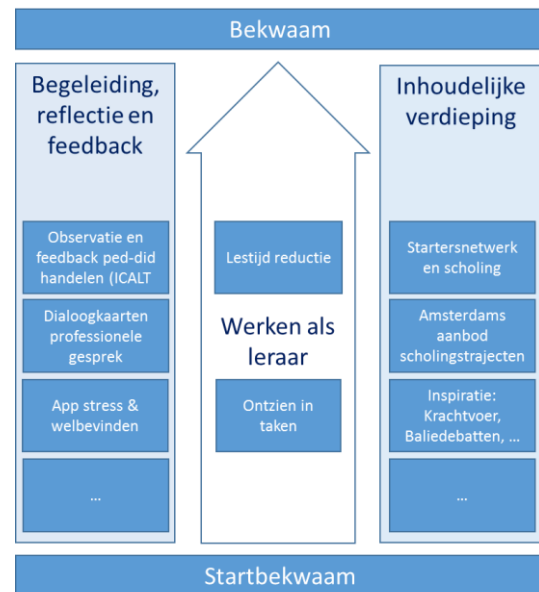 Bekwaam
Begeleiding,
reflectie en
feedback
Observatie en
feedback ped-did
handelen (ICALT
Dialoogkaarten
professionele
gesprek
App stress &
welbevinden
...
Lestijd reductie
Werken als
leraar
Ontzien in
taken
Inhoudelijke
verdieping
Startersnetwerk
en scholing
Amsterdams
aanbod
scholingstrajecten
Inspiratie:
Krachtvoer,
Baliedebatten, ...
...
Startbekwaam